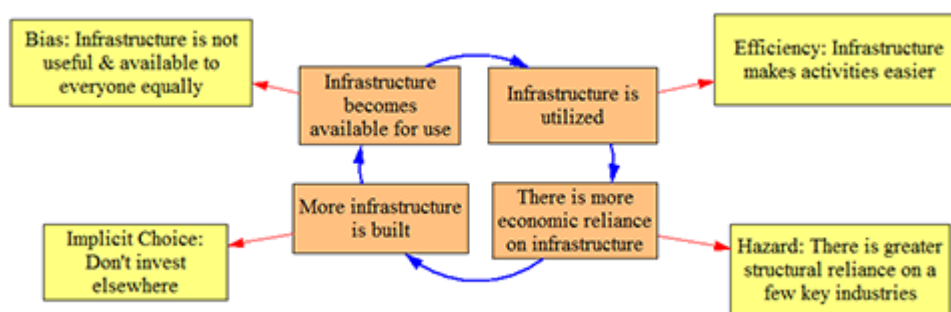 Bias: Infrastructure is not
useful & available to
everyone equally
Infrastructure
becomes
available for use
Infrastructure is
utilized
Efficiency: Infrastructure
makes activities easier
Implicit Choice:
Don't invest
elsewhere
More infrastructure
is built
There is more
economic reliance
on infrastructure
Hazard: There is greater
structural reliance on a
few key industries